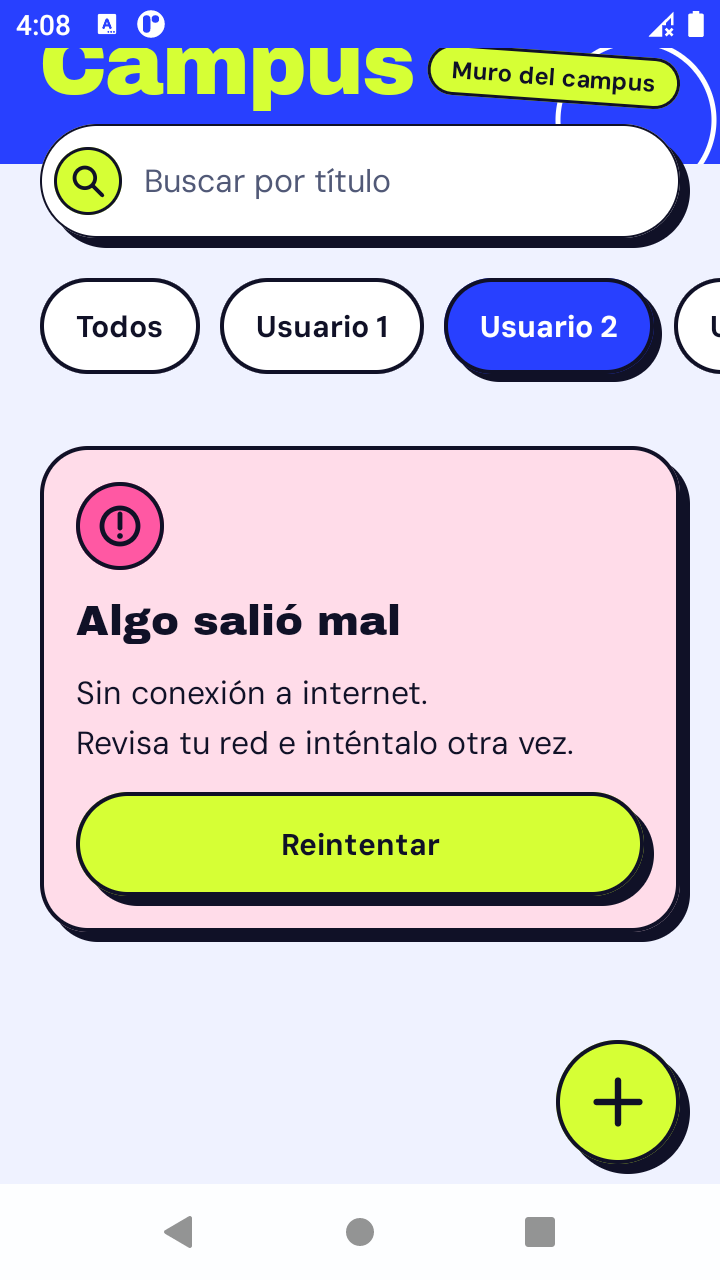 4:08
Campus
Muro del campus
Buscar por título
Todos
Usuario 1
Usuario 2
Algo salió mal
Sin conexión a internet.
Revisa tu red e inténtalo otra vez.
Reintentar